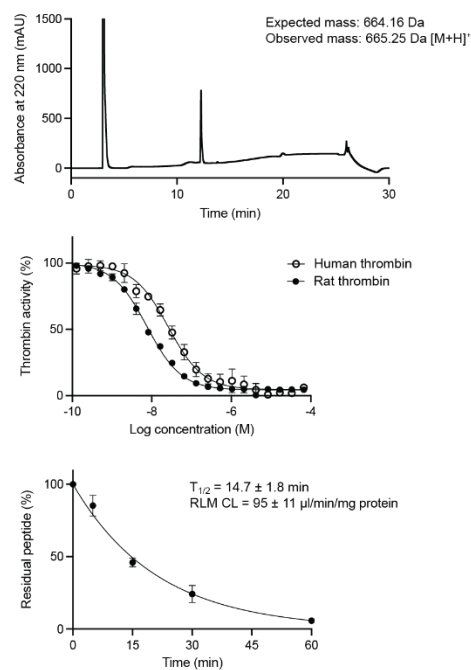 Expected mass: 664.16 Da
Observed mass: 665.25 Da [M+H]⁺
Absorbance at 220 nm (mAU)
1500
1000
500
0
0 10 20 30
Time (min)
Thrombin activity (%)
100
50
0
Human thrombin
Rat thrombin
-10 -8 -6 -4
Log concentration (M)
Residual peptide (%)
100
50
0
T1/2 = 14.7 ± 1.8 min
RLM CL = 95 ± 11 µl/min/mg protein
0 15 30 45 60
Time (min)